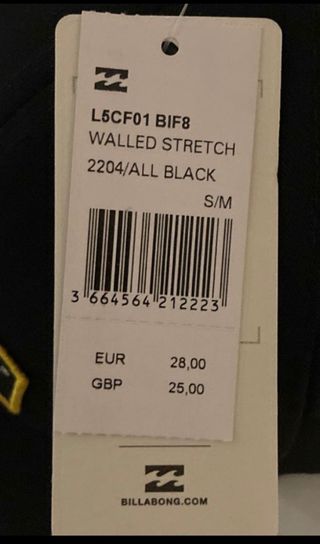 L5CF01 BIF8
WALLED STRETCH
2204/ALL BLACK
S/M
3 664564 212223
EUR 28,00
GBP 25,00
BILLABONG.COM